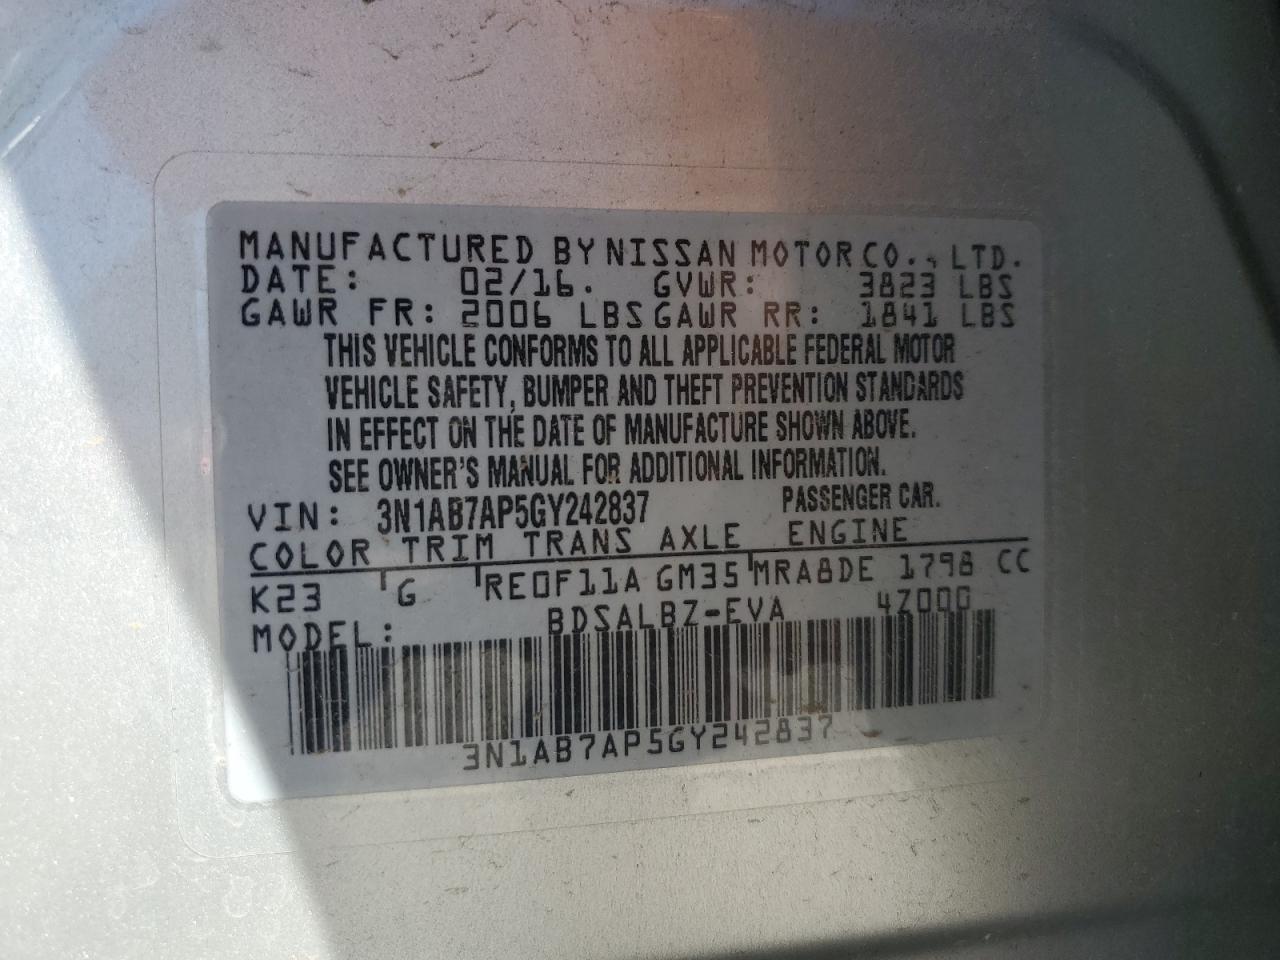 MANUFACTURED BY NISSAN MOTOR CO., LTD.
DATE: 02/16. GVWR: 3823 LBS
GAWR FR: 2006 LBS GAWR RR: 1841 LBS
THIS VEHICLE CONFORMS TO ALL APPLICABLE FEDERAL MOTOR
VEHICLE SAFETY, BUMPER AND THEFT PREVENTION STANDARDS
IN EFFECT ON THE DATE OF MANUFACTURE SHOWN ABOVE.
SEE OWNER'S MANUAL FOR ADDITIONAL INFORMATION.
VIN: 3N1AB7AP5GY242837 PASSENGER CAR.
COLOR TRIM TRANS AXLE ENGINE
K23 G RE0F11A GM35 MRA8DE 1798 CC
MODEL: BDSALBZ-EVA 4Z000
3N1AB7AP5GY242837